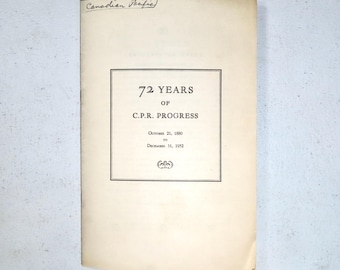 Canadian Pacific
72 YEARS
OF
C.P.R. PROGRESS
OCTOBER 21, 1880
TO
DECEMBER 31, 1952